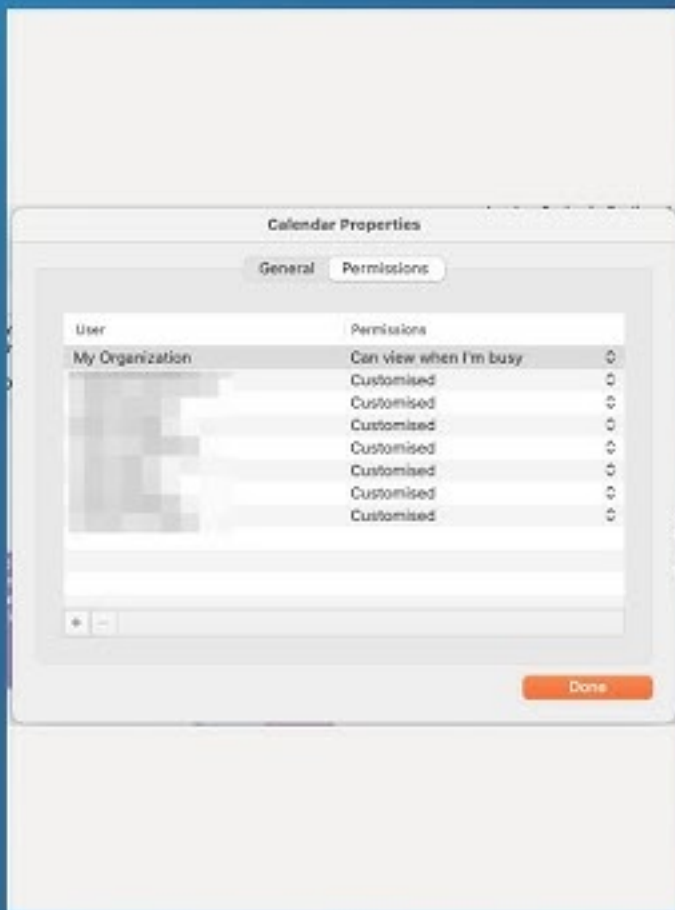 Calendar Properties
General Permissions
User Permissions
My Organization Can view when I'm busy
Customised
Customised
Customised
Customised
Customised
Customised
Customised
+ −
Done